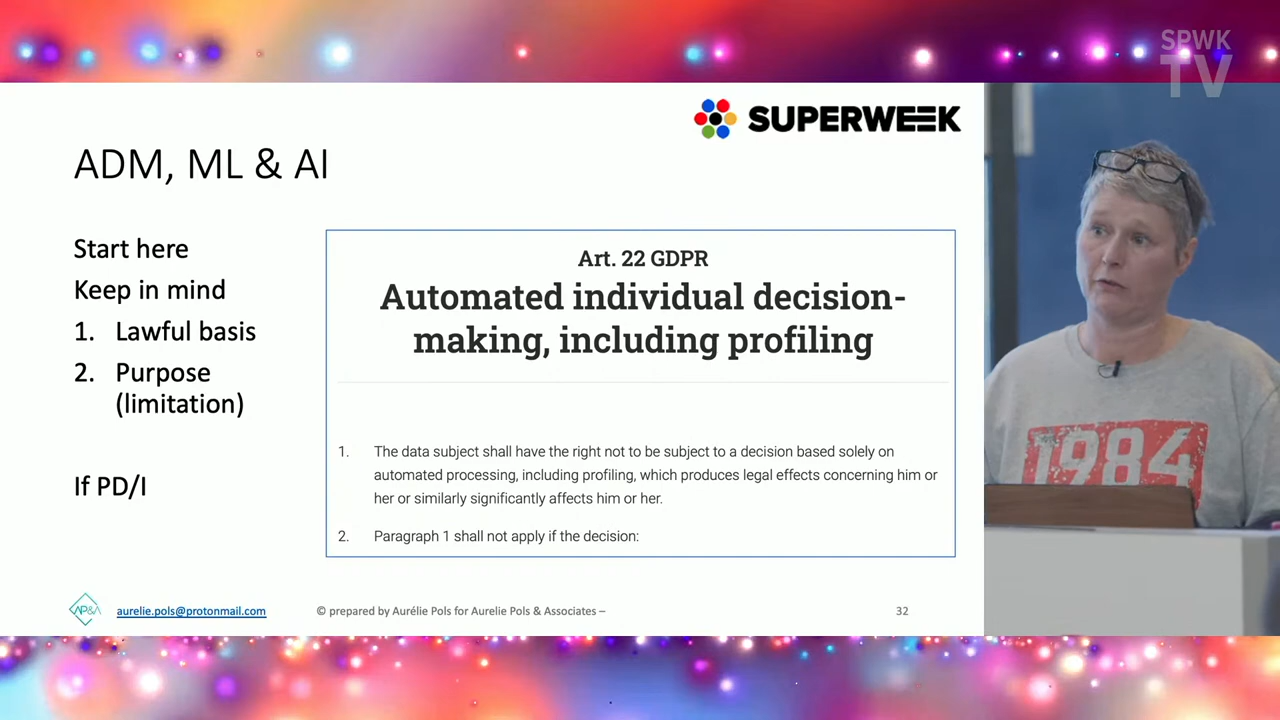 SPWK
TV
SUPERWEEK
ADM, ML & AI
Start here
Keep in mind
1. Lawful basis
2. Purpose
(limitation)
If PD/I
Art. 22 GDPR
Automated individual decision-
making, including profiling
1. The data subject shall have the right not to be subject to a decision based solely on
automated processing, including profiling, which produces legal effects concerning him or
her or similarly significantly affects him or her.
2. Paragraph 1 shall not apply if the decision:
1984
AP&A
aurelie.pols@protonmail.com
© prepared by Aurélie Pols for Aurelie Pols & Associates –
32